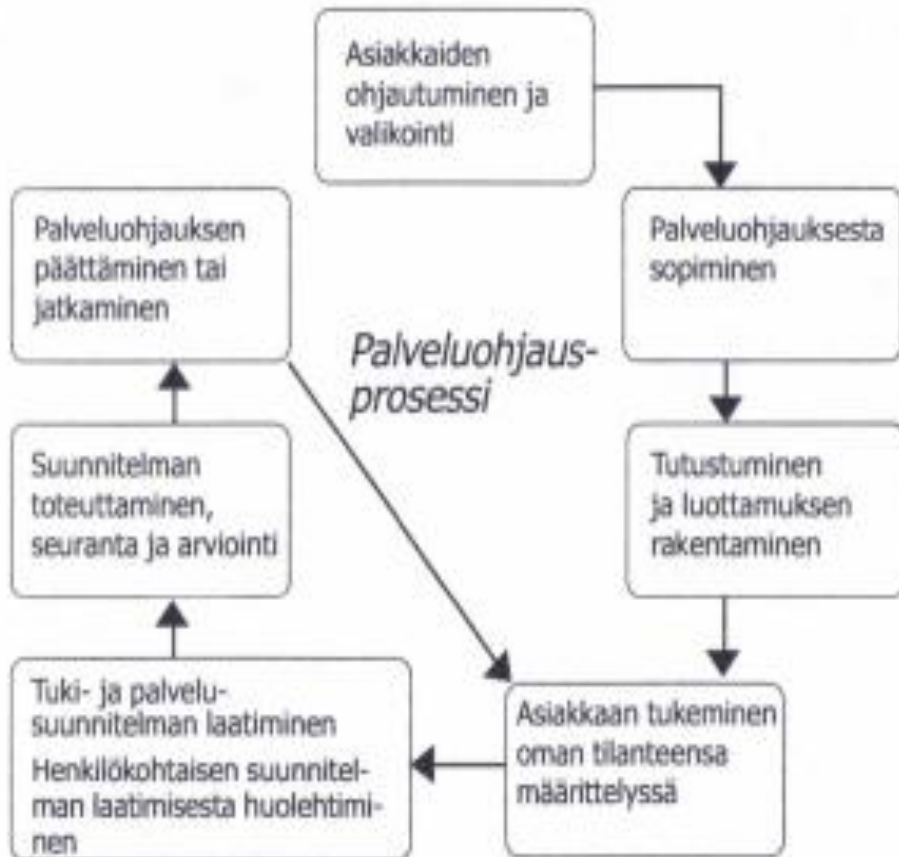 Asiakkaiden
ohjautuminen ja
valikointi
Palveluohjauksesta
sopiminen
Tutustuminen
ja luottamuksen
rakentaminen
Asiakkaan tukeminen
oman tilanteensa
määrittelyssä
Tuki- ja palvelu-
suunnitelman laatiminen
Henkilökohtaisen suunnitel-
man laatimisesta huolehtimi-
nen
Suunnitelman
toteuttaminen,
seuranta ja arviointi
Palveluohjauksen
päättäminen tai
jatkaminen
Palveluohjaus-
prosessi